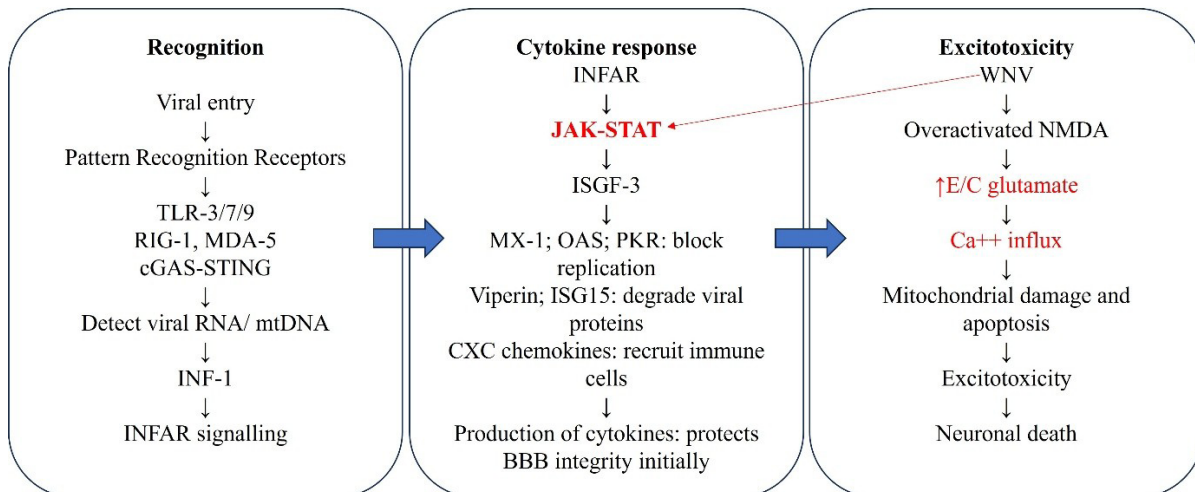 Recognition
Viral entry
↓
Pattern Recognition Receptors
↓
TLR-3/7/9
RIG-1, MDA-5
cGAS-STING
↓
Detect viral RNA/ mtDNA
↓
INF-1
↓
INFAR signalling
Cytokine response
INFAR
↓
JAK-STAT
↓
ISGF-3
↓
MX-1; OAS; PKR: block
replication
Viperin; ISG15: degrade viral
proteins
CXC chemokines: recruit immune
cells
↓
Production of cytokines: protects
BBB integrity initially
Excitotoxicity
WNV
↓
Overactivated NMDA
↓
↑E/C glutamate
↓
Ca++ influx
↓
Mitochondrial damage and
apoptosis
↓
Excitotoxicity
↓
Neuronal death